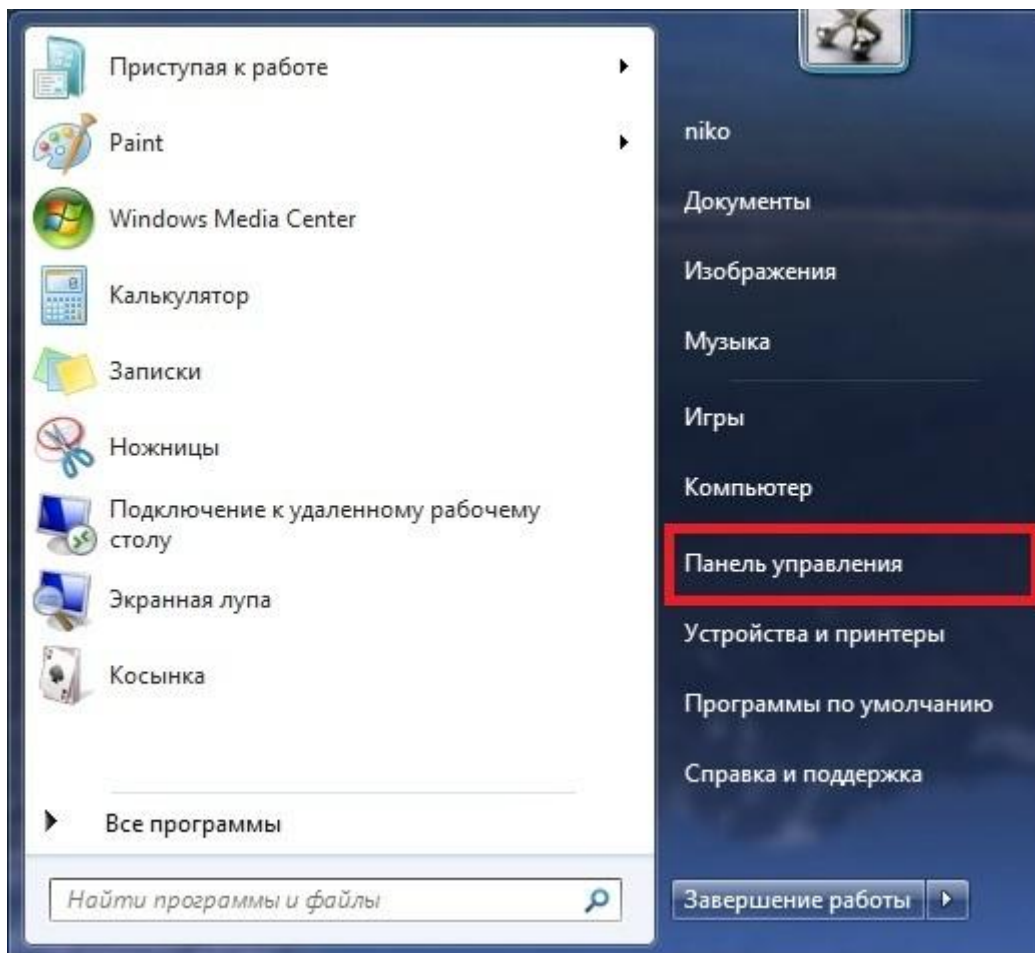 Приступая к работе
Paint
Windows Media Center
Калькулятор
Записки
Ножницы
Подключение к удаленному рабочему
столу
Экранная лупа
Косынка
Все программы
Найти программы и файлы
niko
Документы
Изображения
Музыка
Игры
Компьютер
Панель управления
Устройства и принтеры
Программы по умолчанию
Справка и поддержка
Завершение работы